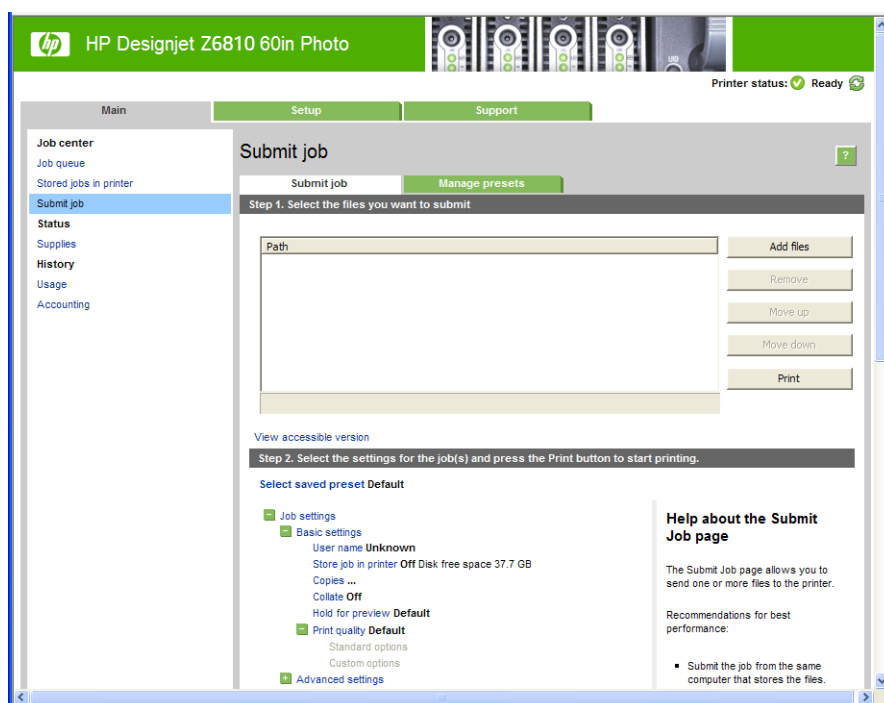 hp HP Designjet Z6810 60in Photo
UID
Printer status: Ready
Main Setup Support
Job center
Job queue
Stored jobs in printer
Submit job
Status
Supplies
History
Usage
Accounting
Submit job
?
Submit job Manage presets
Step 1. Select the files you want to submit
Path
Add files
Remove
Move up
Move down
Print
View accessible version
Step 2. Select the settings for the job(s) and press the Print button to start printing.
Select saved preset Default
Job settings
Basic settings
User name Unknown
Store job in printer Off Disk free space 37.7 GB
Copies ...
Collate Off
Hold for preview Default
Print quality Default
Standard options
Custom options
Advanced settings
Help about the Submit
Job page
The Submit Job page allows you to
send one or more files to the printer.
Recommendations for best
performance:
Submit the job from the same
computer that stores the files.